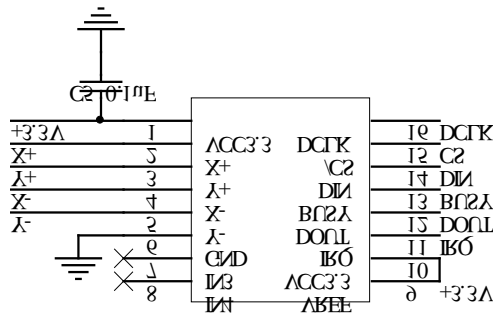 C5 0.1uF
+3.3V 1 VCC3.3 DCLK 16 DCLK
X+ 2 X+ /CS 15 CS
Y+ 3 Y+ DIN 14 DIN
X- 4 X- BUSY 13 BUSY
Y- 5 Y- DOUT 12 DOUT
6 GND IRQ 11 IRQ
7 IN3 VCC3.3 10
8 IN4 VREF 9 +3.3V